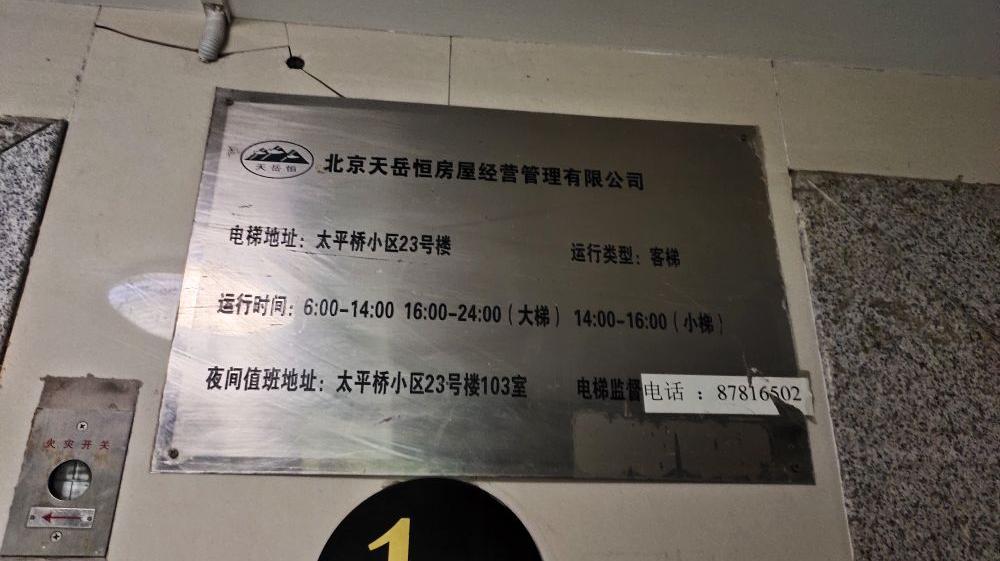 天岳恒
北京天岳恒房屋经营管理有限公司
电梯地址：太平桥小区23号楼
运行类型：客梯
运行时间：6:00-14:00 16:00-24:00（大梯） 14:00-16:00（小梯）
夜间值班地址：太平桥小区23号楼103室
电梯监督电话：87816502
火灾开关
1